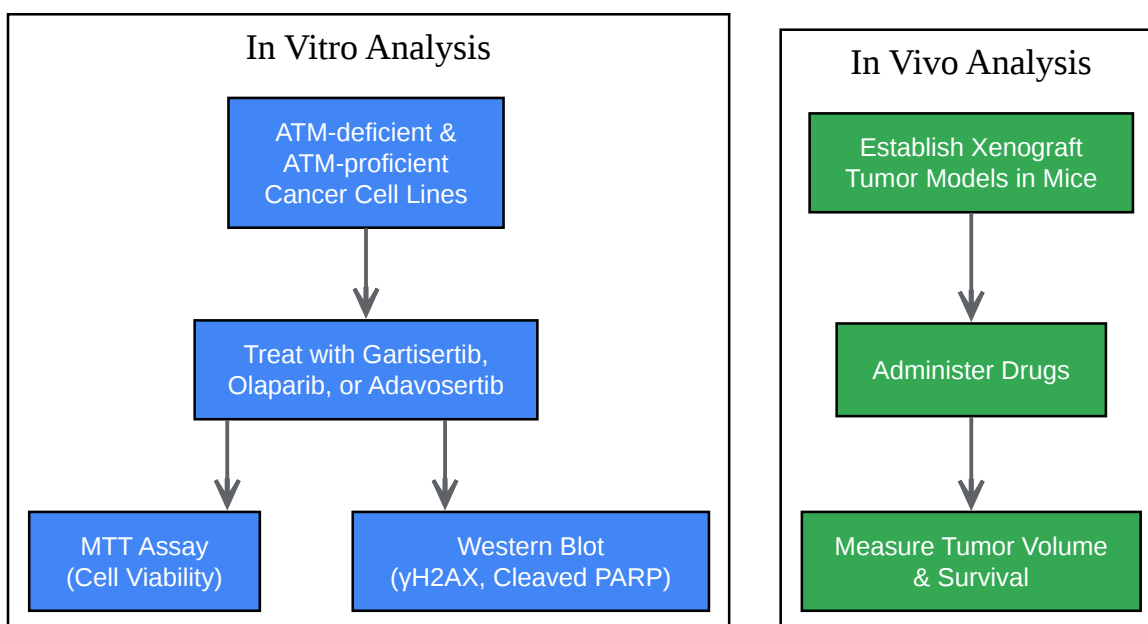 In Vitro Analysis
ATM-deficient &
ATM-proficient
Cancer Cell Lines
Treat with Gartisertib,
Olaparib, or Adavosertib
MTT Assay
(Cell Viability)
Western Blot
(γH2AX, Cleaved PARP)
In Vivo Analysis
Establish Xenograft
Tumor Models in Mice
Administer Drugs
Measure Tumor Volume
& Survival